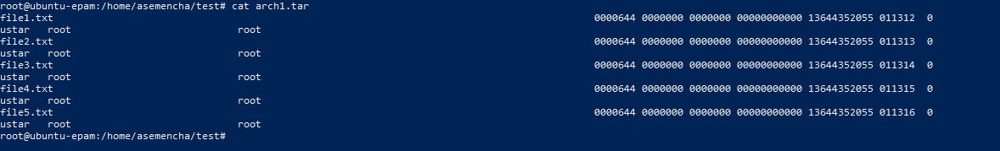 root@ubuntu-epam:/home/asemencha/test# cat arch1.tar
file1.txt 0000644 0000000 0000000 00000000000 13644352055 011312 0
ustar root root
file2.txt 0000644 0000000 0000000 00000000000 13644352055 011313 0
ustar root root
file3.txt 0000644 0000000 0000000 00000000000 13644352055 011314 0
ustar root root
file4.txt 0000644 0000000 0000000 00000000000 13644352055 011315 0
ustar root root
file5.txt 0000644 0000000 0000000 00000000000 13644352055 011316 0
ustar root root
root@ubuntu-epam:/home/asemencha/test#